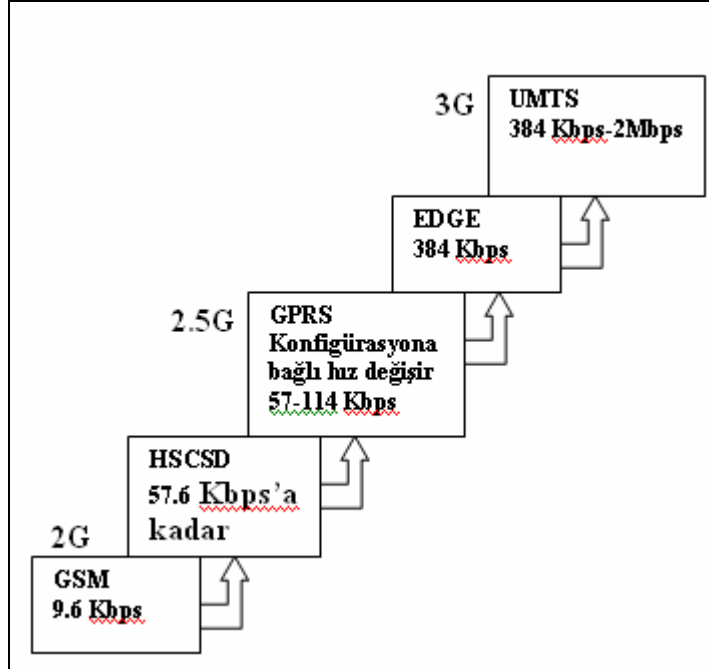 3G
UMTS
384 Kbps-2Mbps
EDGE
384 Kbps
2.5G
GPRS
Konfigürasyona
bağlı hız değişir
57-114 Kbps
HSCSD
57.6 Kbps’a
kadar
2G
GSM
9.6 Kbps